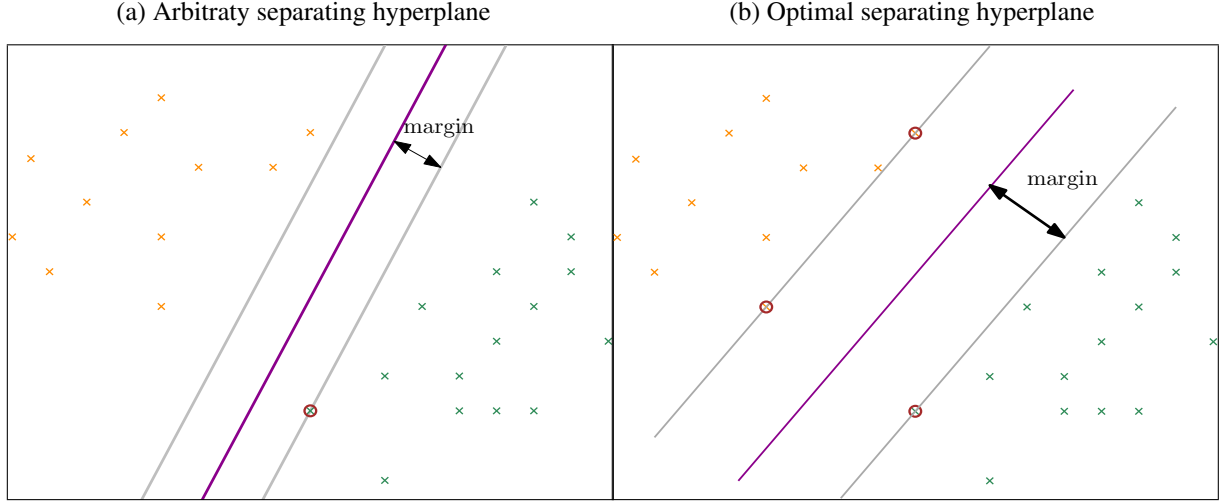 (a) Arbitraty separating hyperplane
(b) Optimal separating hyperplane
margin
margin